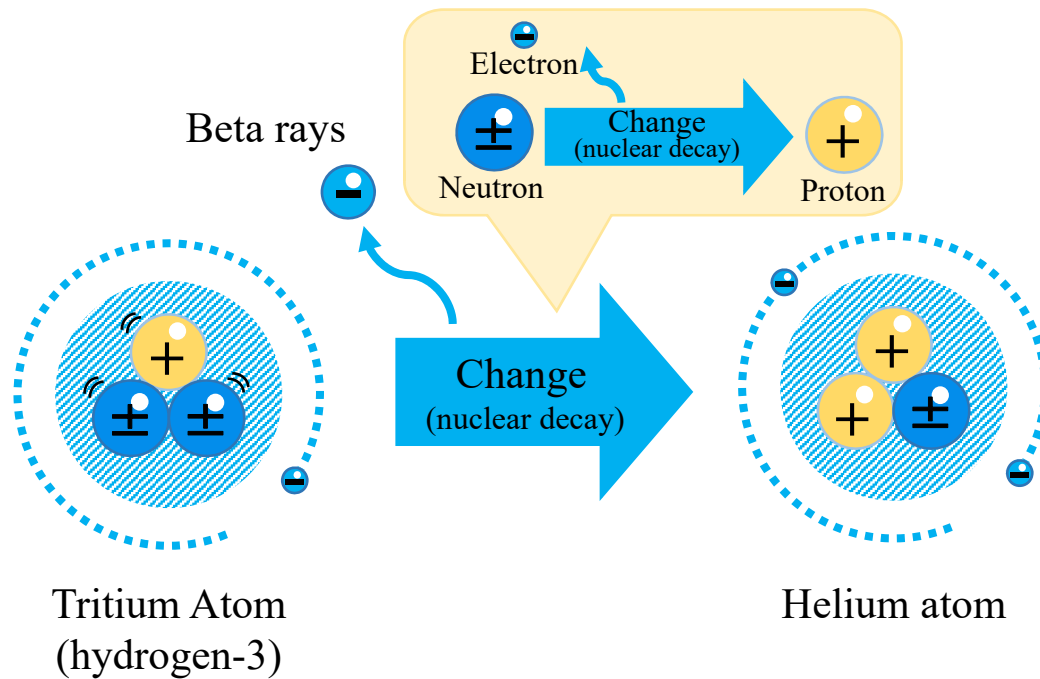 Electron
Beta rays
Change
(nuclear decay)
Neutron
Proton
Change
(nuclear decay)
Tritium Atom
(hydrogen-3)
Helium atom